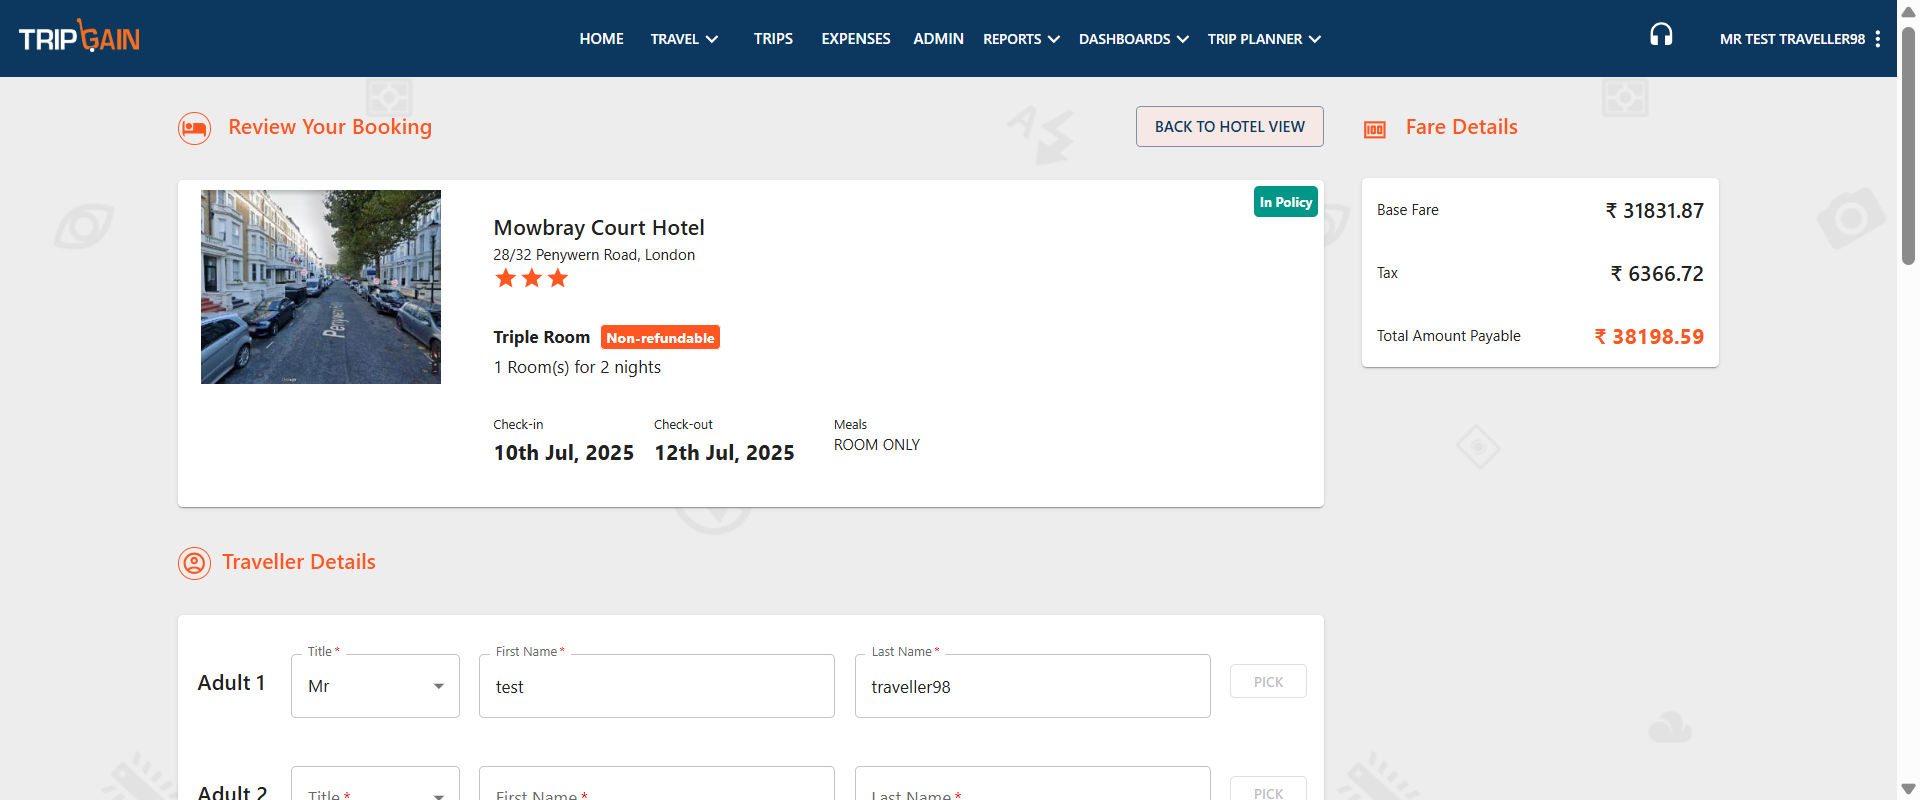 TRIPGAIN
HOME TRAVEL TRIPS EXPENSES ADMIN REPORTS DASHBOARDS TRIP PLANNER MR TEST TRAVELLER98
Review Your Booking
BACK TO HOTEL VIEW
Fare Details
In Policy
Mowbray Court Hotel
28/32 Penywern Road, London
Triple Room Non-refundable
1 Room(s) for 2 nights
Check-in Check-out Meals
10th Jul, 2025 12th Jul, 2025 ROOM ONLY
Base Fare ₹ 31831.87
Tax ₹ 6366.72
Total Amount Payable ₹ 38198.59
Traveller Details
Title * First Name * Last Name *
Adult 1 Mr test traveller98 PICK
Adult 2 Title * First Name * Last Name * PICK